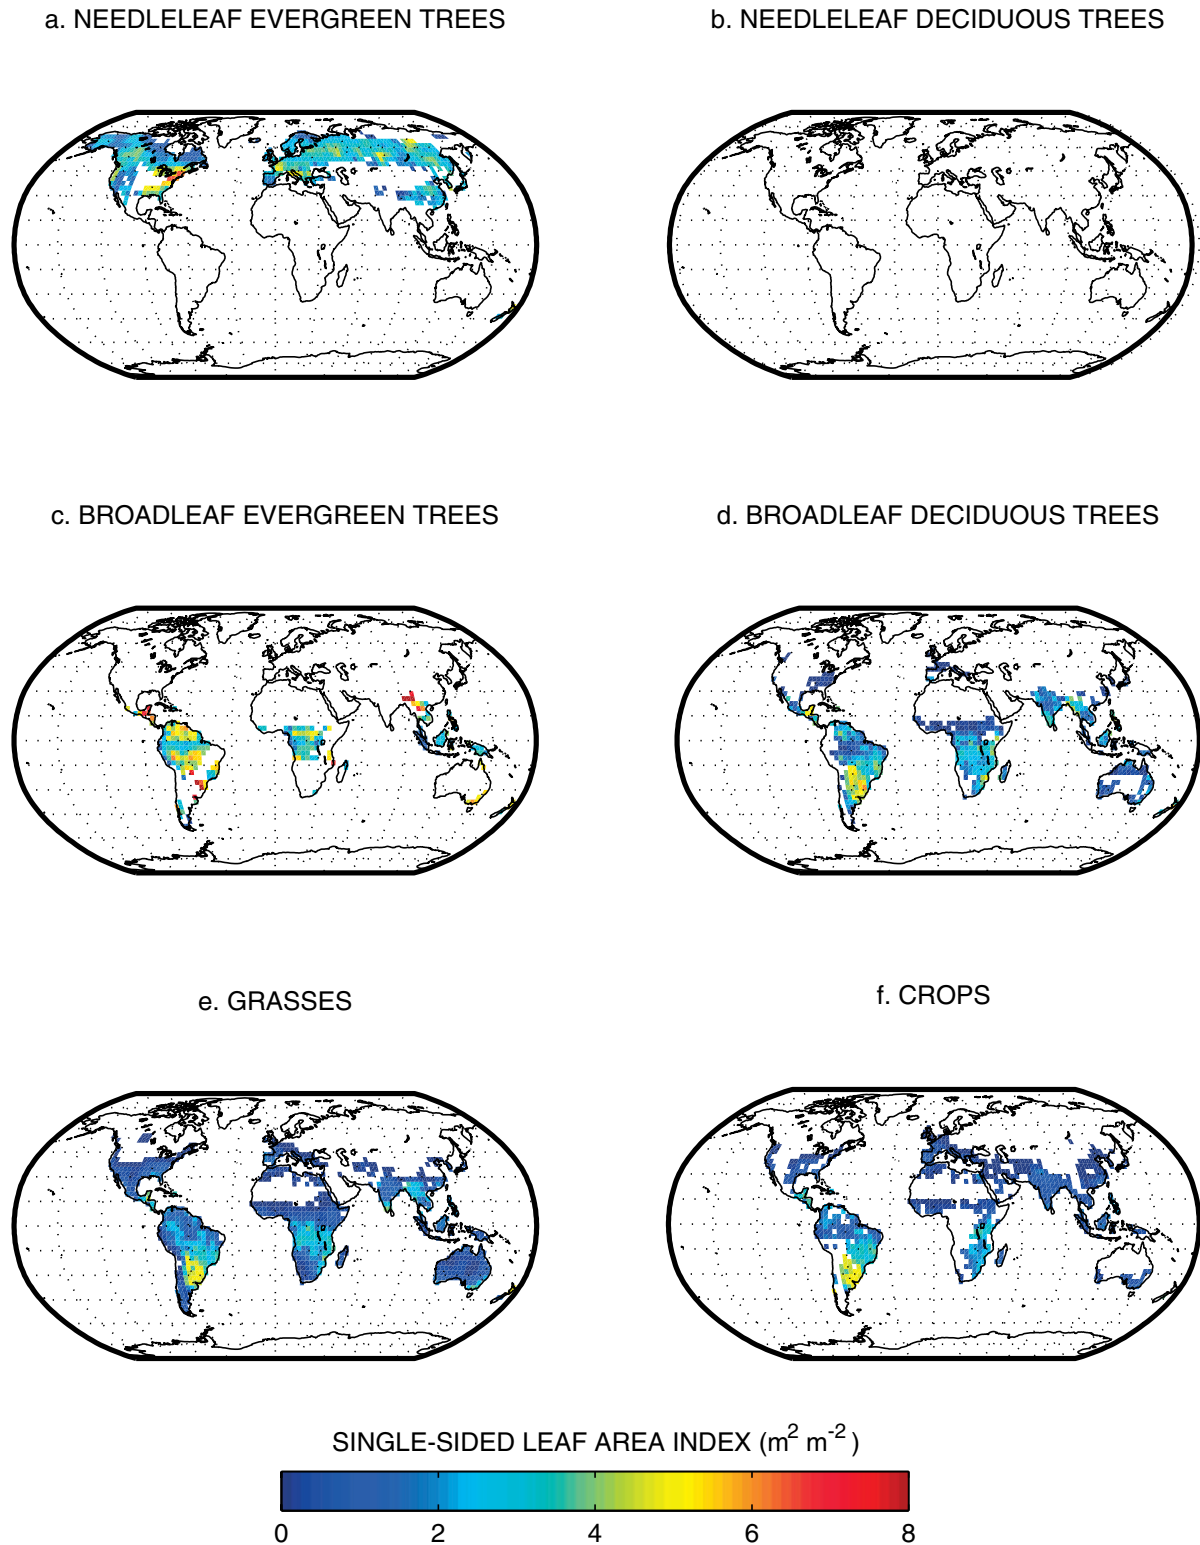 a. NEEDLELEAF EVERGREEN TREES
b. NEEDLELEAF DECIDUOUS TREES
c. BROADLEAF EVERGREEN TREES
d. BROADLEAF DECIDUOUS TREES
e. GRASSES
f. CROPS
SINGLE-SIDED LEAF AREA INDEX (m² m⁻²)
0 2 4 6 8